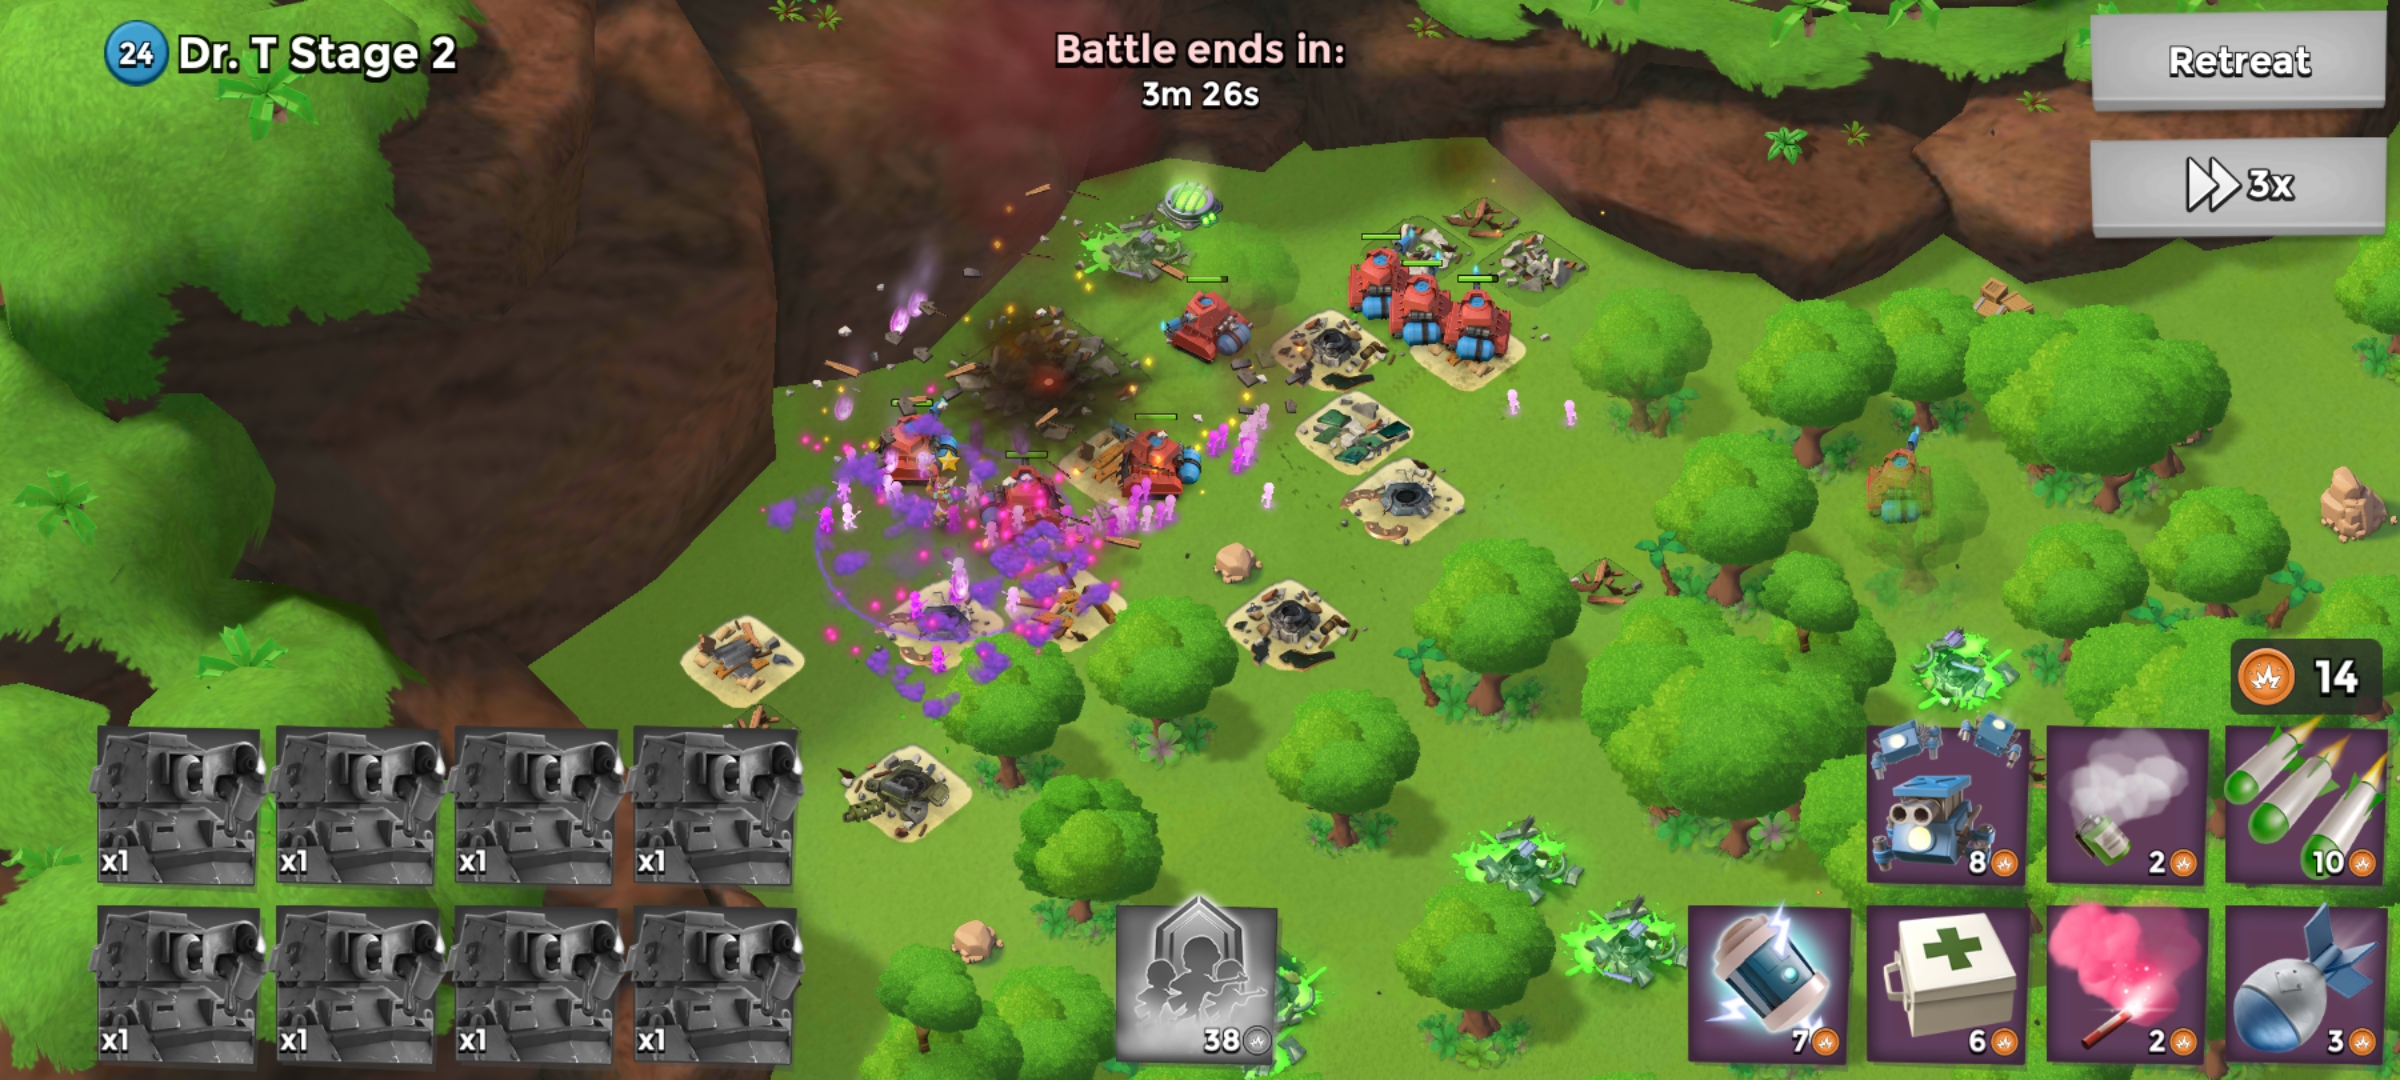 24 Dr. T Stage 2
Battle ends in:
3m 26s
Retreat
3x
14
x1 x1 x1 x1
8 2 10
x1 x1 x1 x1
38
7 6 2 3